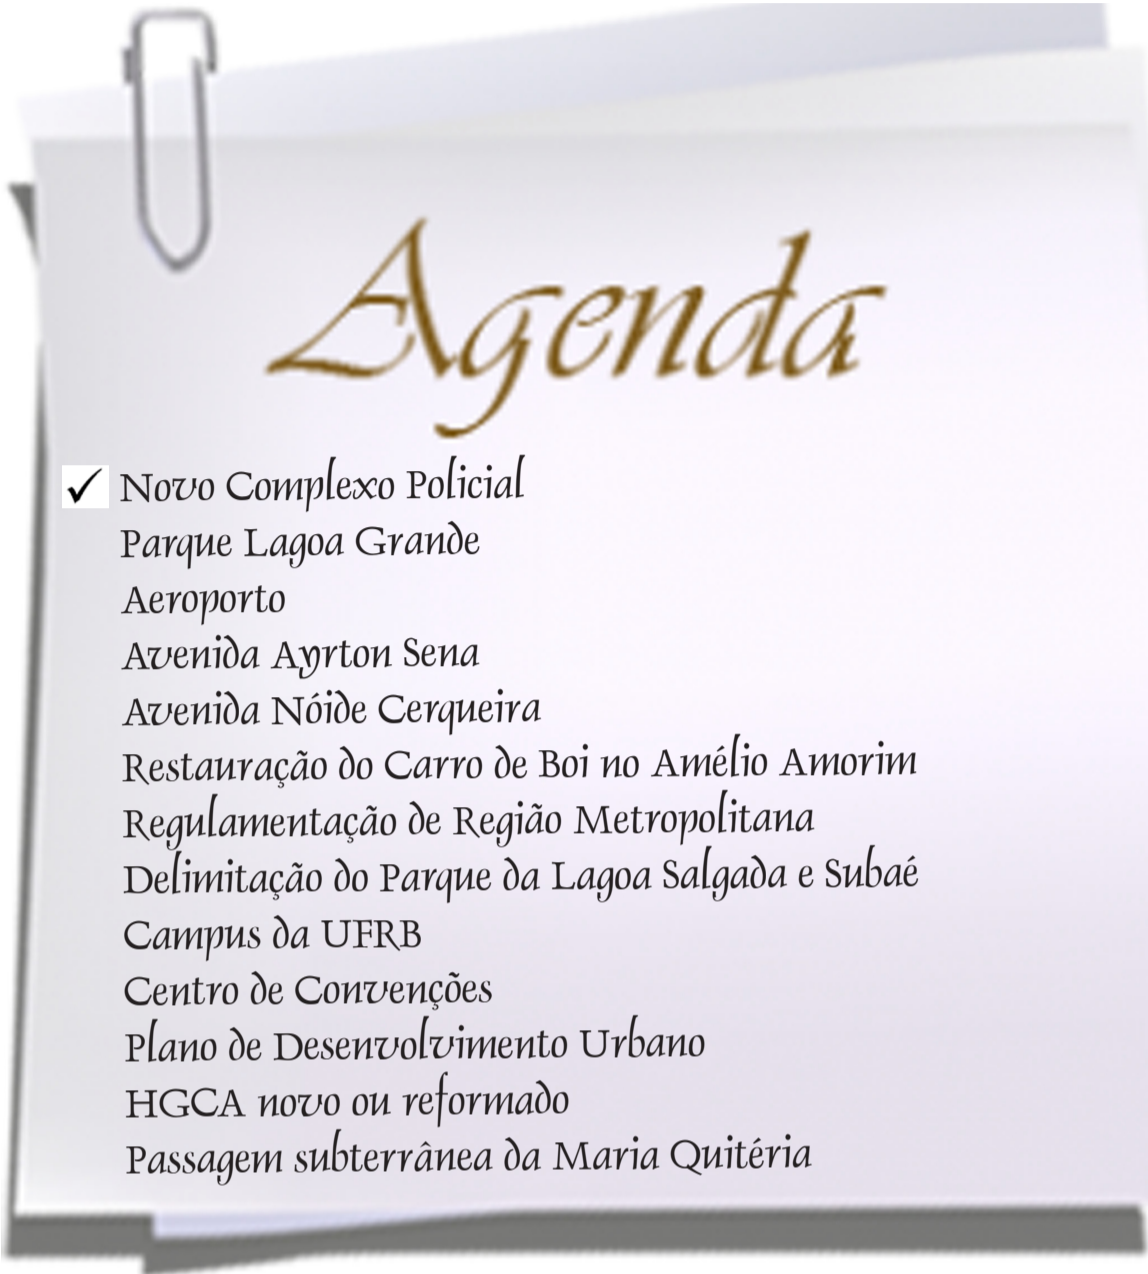 Agenda
✓ Novo Complexo Policial
Parque Lagoa Grande
Aeroporto
Avenida Ayrton Sena
Avenida Nóide Cerqueira
Restauração do Carro de Boi no Amélio Amorim
Regulamentação de Região Metropolitana
Delimitação do Parque da Lagoa Salgada e Subaé
Campus da UFRB
Centro de Convenções
Plano de Desenvolvimento Urbano
HGCA novo ou reformado
Passagem subterrânea da Maria Quitéria